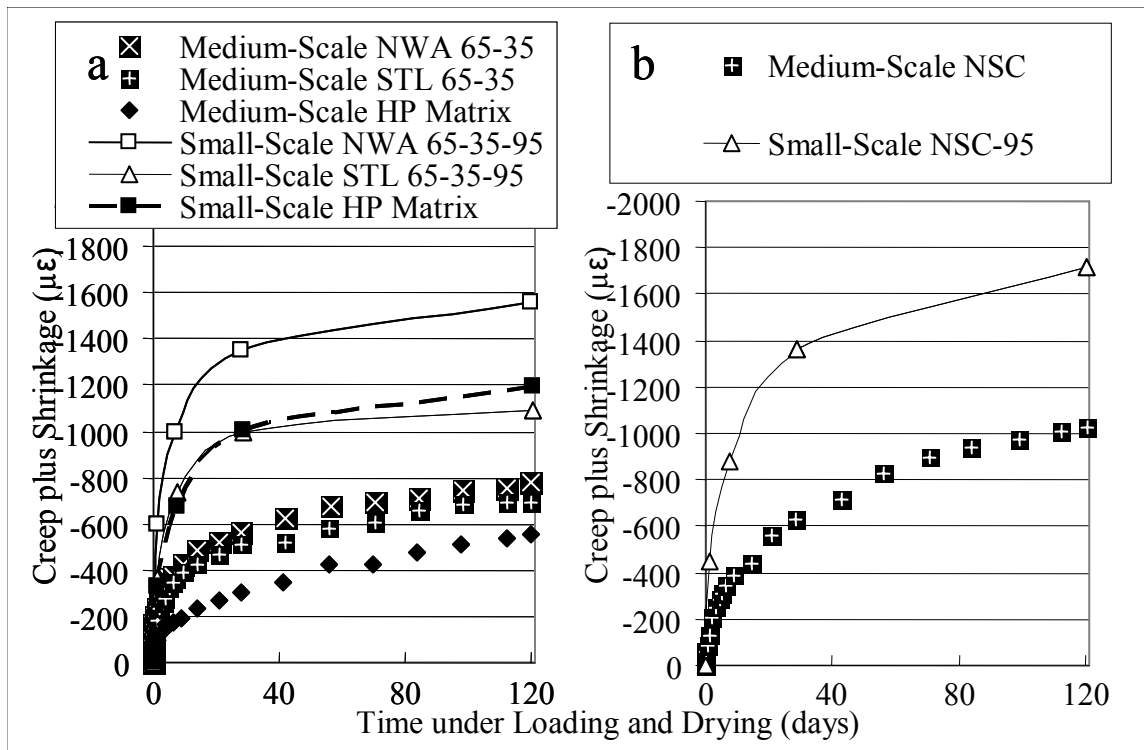 a
Medium-Scale NWA 65-35
Medium-Scale STL 65-35
Medium-Scale HP Matrix
Small-Scale NWA 65-35-95
Small-Scale STL 65-35-95
Small-Scale HP Matrix
b
Medium-Scale NSC
Small-Scale NSC-95
Creep plus Shrinkage (με)
-1800
-1600
-1400
-1200
-1000
-800
-600
-400
-200
0
0
40
80
120
Creep plus Shrinkage (με)
-2000
-1800
-1600
-1400
-1200
-1000
-800
-600
-400
-200
0
0
40
80
120
Time under Loading and Drying (days)